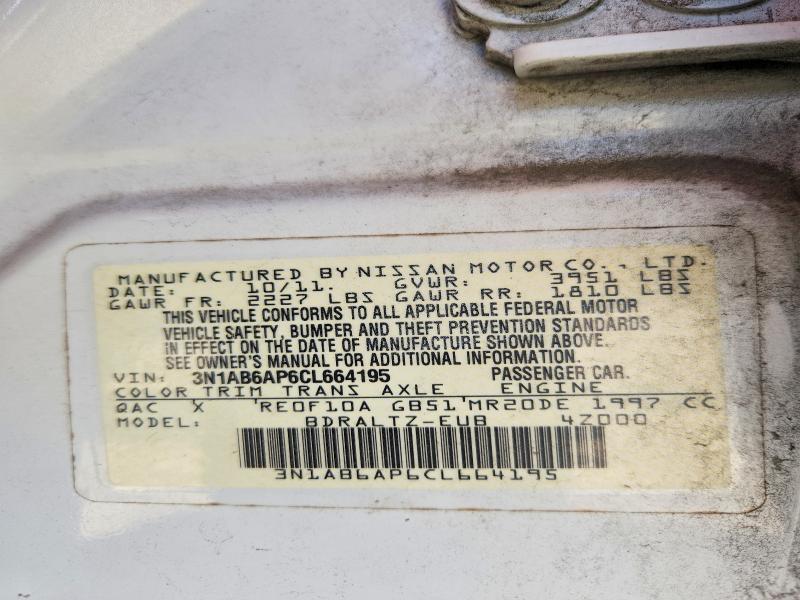 MANUFACTURED BY NISSAN MOTOR CO., LTD.
DATE: 10/11. GVWR: 3951 LBS
GAWR FR: 2227 LBS GAWR RR: 1810 LBS
THIS VEHICLE CONFORMS TO ALL APPLICABLE FEDERAL MOTOR
VEHICLE SAFETY, BUMPER AND THEFT PREVENTION STANDARDS
IN EFFECT ON THE DATE OF MANUFACTURE SHOWN ABOVE.
SEE OWNER'S MANUAL FOR ADDITIONAL INFORMATION.
VIN: 3N1AB6AP6CL664195 PASSENGER CAR.
COLOR TRIM TRANS AXLE ENGINE
QAC X 'RE0F10A GB51'MR20DE 1997 CC
MODEL: BDRALTZ-EUB 4Z000
3N1AB6AP6CL664195